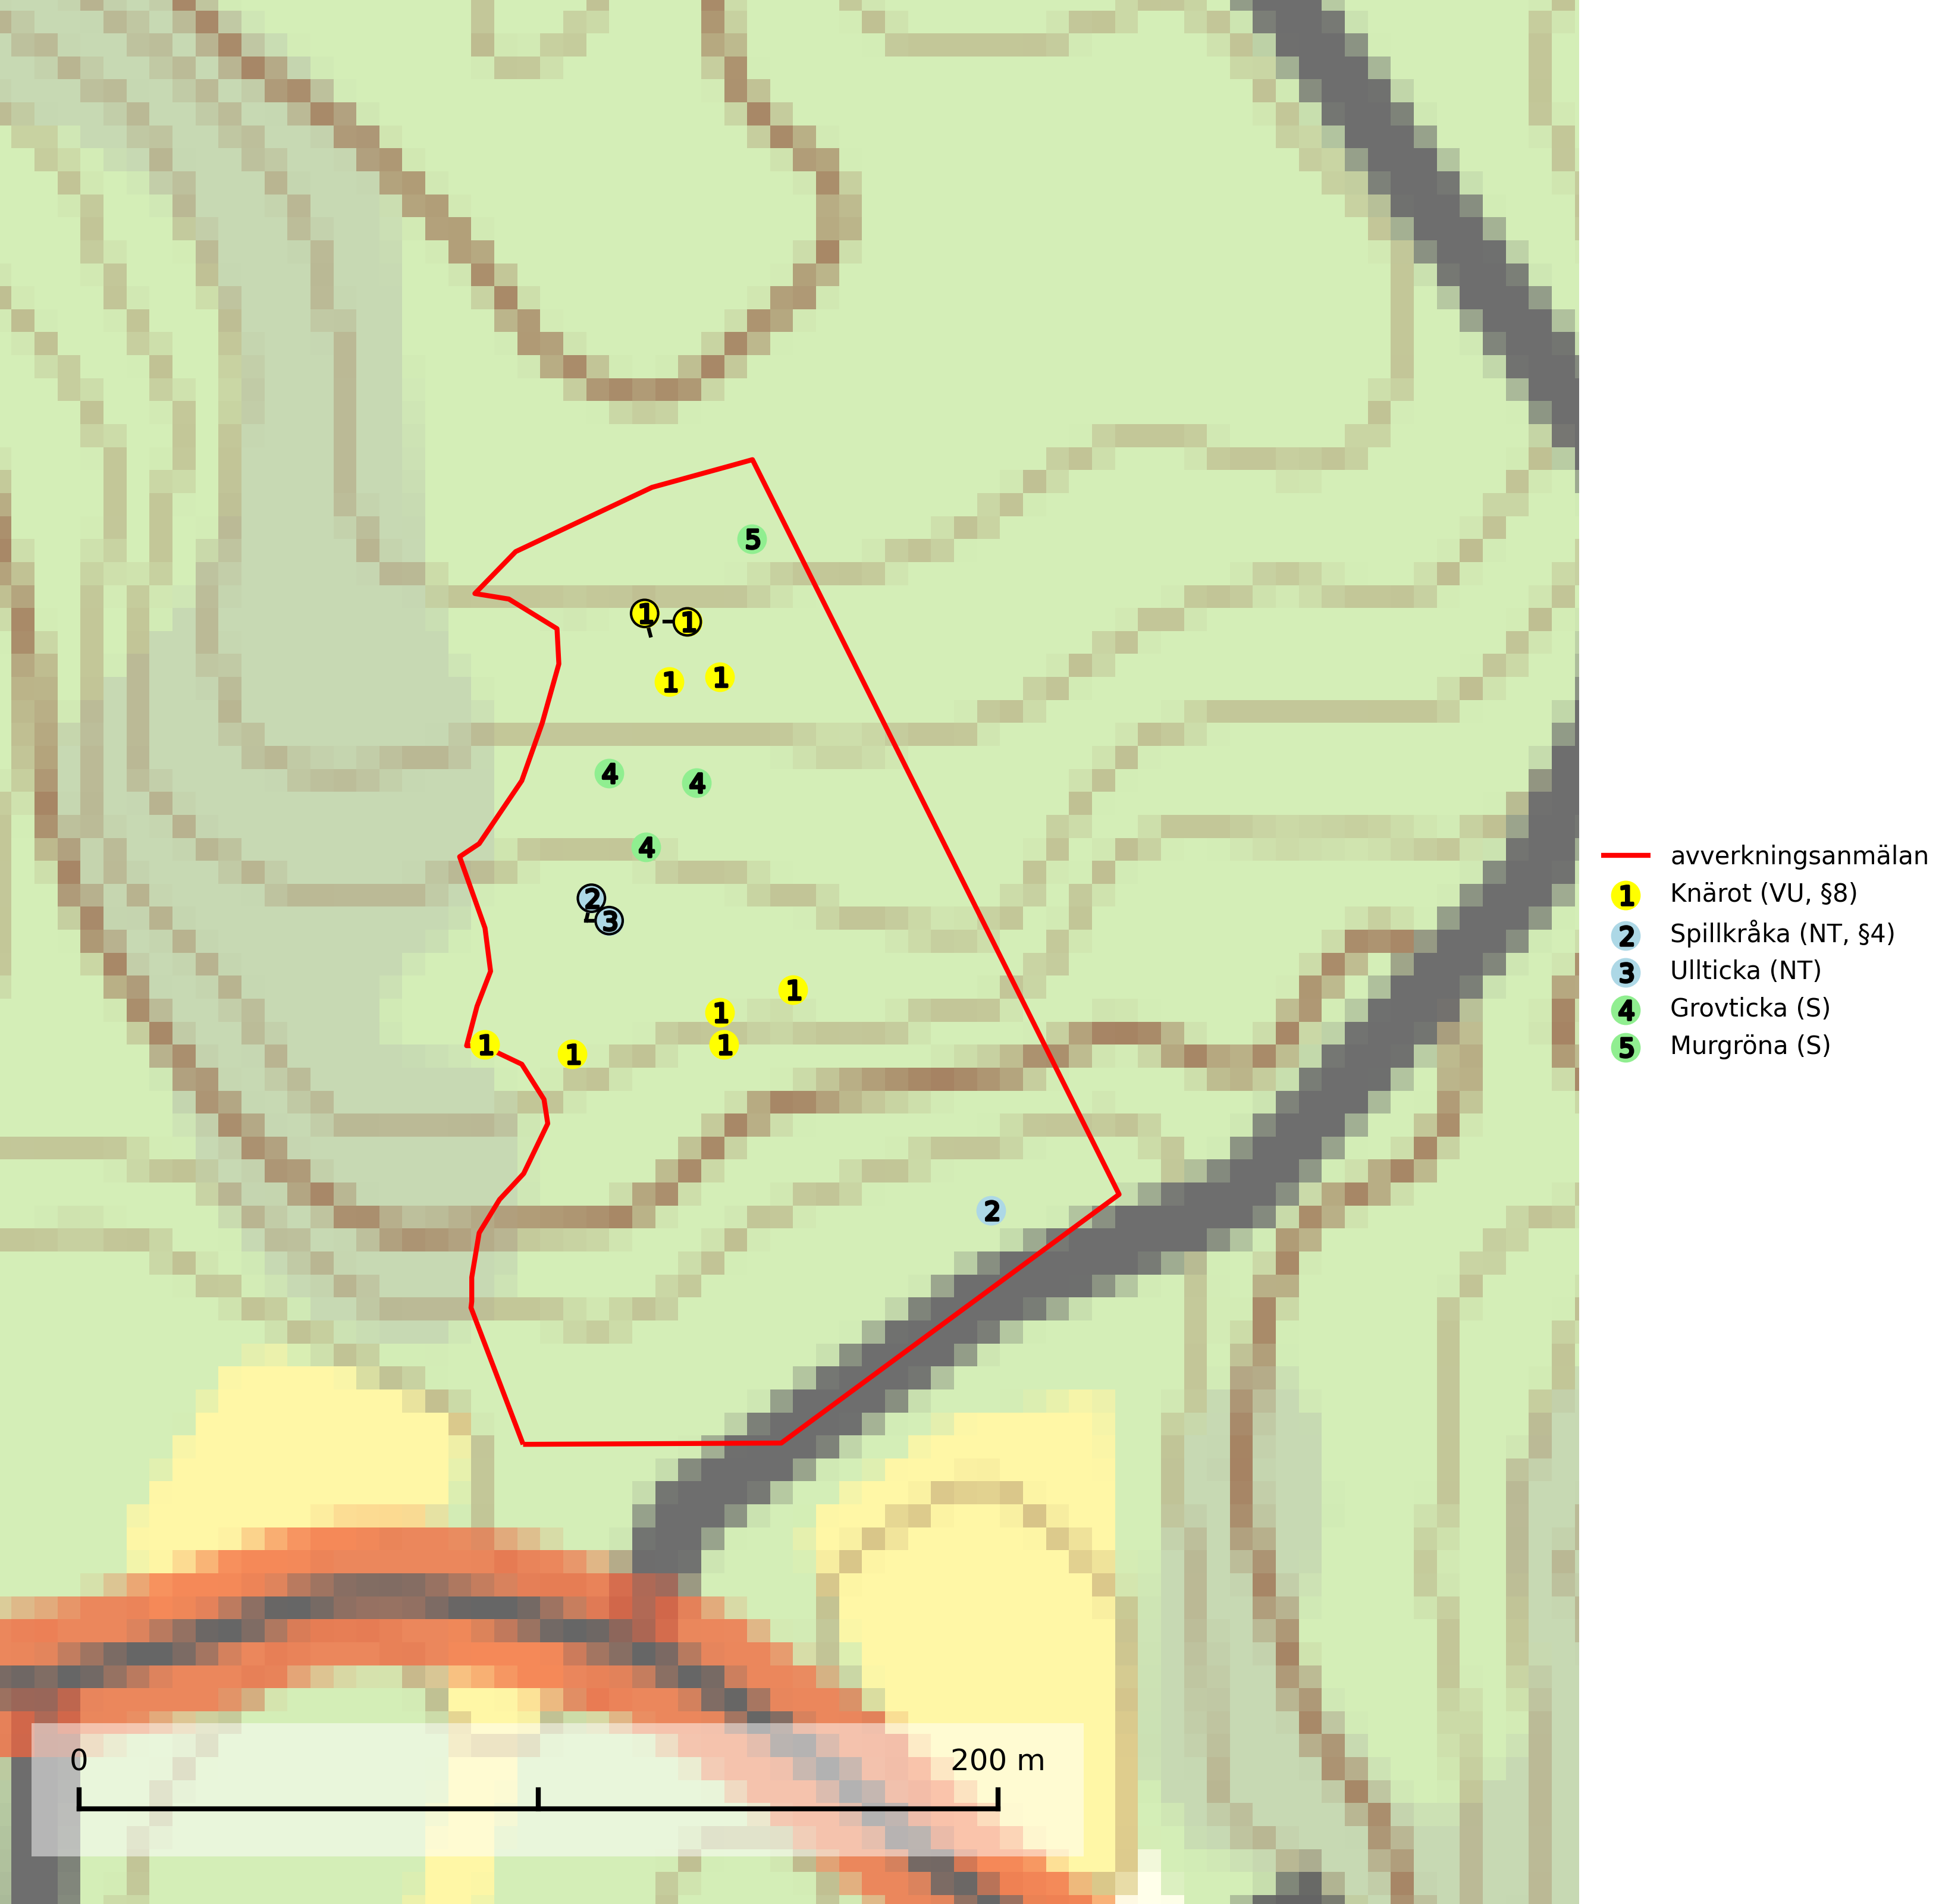 5
1 1
1 1
4 4
4
2
3
1
1
1 1 1
2
avverkningsanmälan
1 Knärot (VU, §8)
2 Spillkråka (NT, §4)
3 Ullticka (NT)
4 Grovticka (S)
5 Murgröna (S)
0 200 m